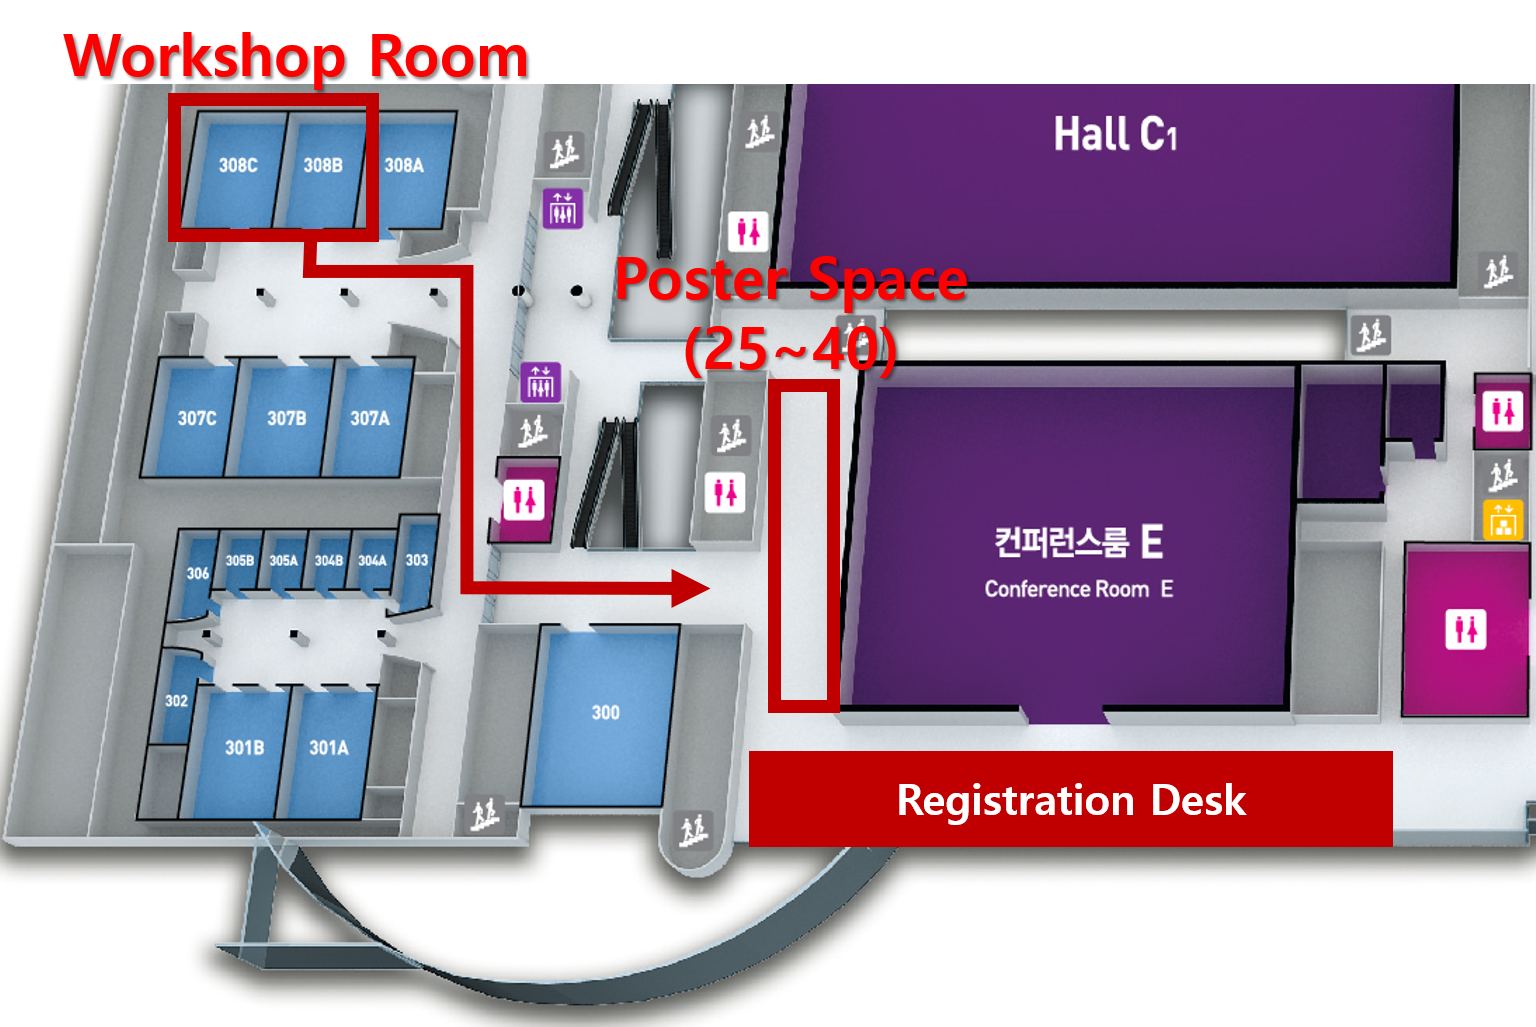 Workshop Room
308C
308B
308A
Hall C1
Poster Space
(25~40)
307C
307B
307A
컨퍼런스룸 E
Conference Room E
306
305B
305A
304B
304A
303
302
301B
301A
300
Registration Desk